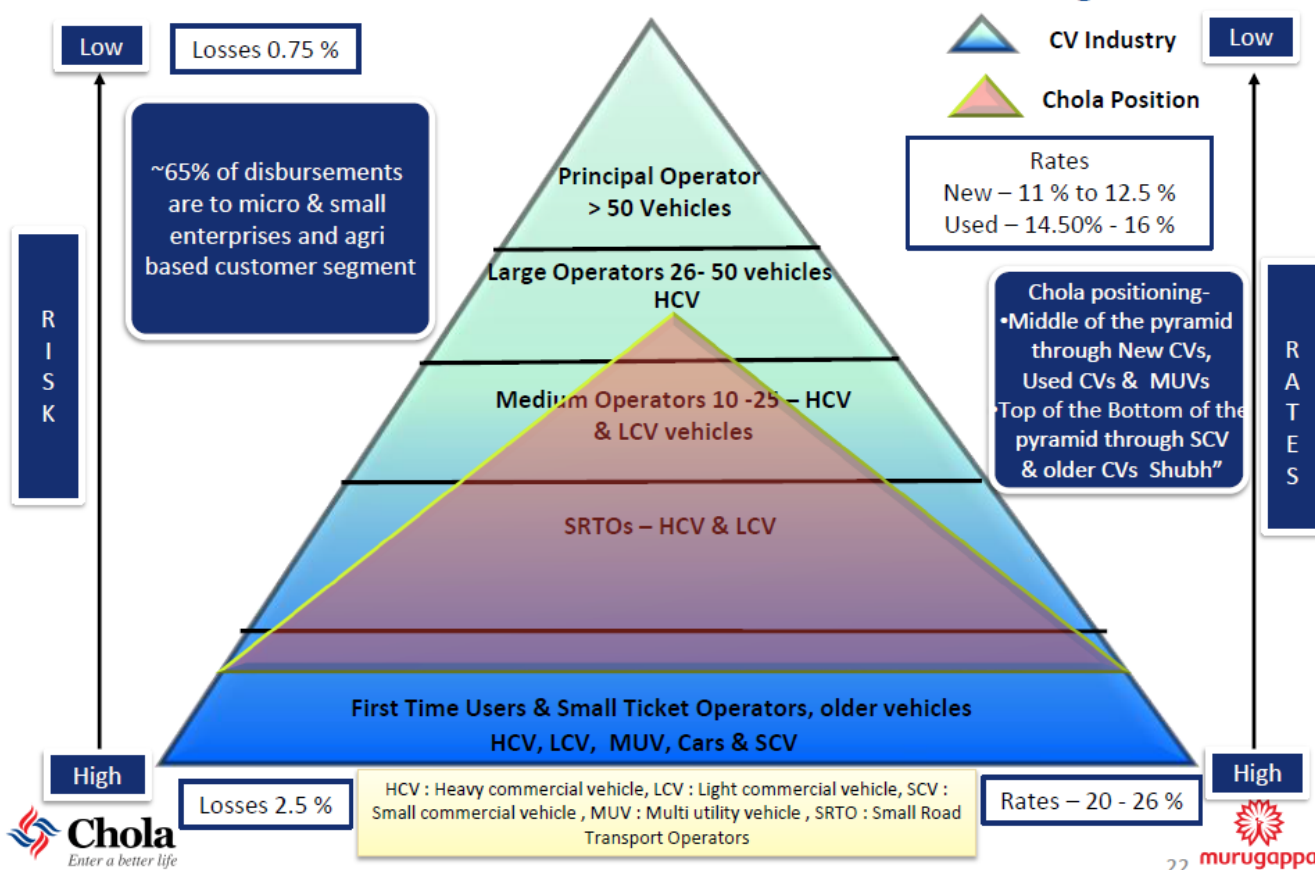 Low
Losses 0.75 %
CV Industry
Low
Chola Position
~65% of disbursements
are to micro & small
enterprises and agri
based customer segment
Principal Operator
> 50 Vehicles
Rates
New – 11 % to 12.5 %
Used – 14.50% - 16 %
Large Operators 26- 50 vehicles
HCV
R
I
S
K
Chola positioning-
•Middle of the pyramid
through New CVs,
Used CVs & MUVs
•Top of the Bottom of the
pyramid through SCV
& older CVs Shubh”
R
A
T
E
S
Medium Operators 10 -25 – HCV
& LCV vehicles
SRTOs – HCV & LCV
First Time Users & Small Ticket Operators, older vehicles
HCV, LCV, MUV, Cars & SCV
High
Losses 2.5 %
HCV : Heavy commercial vehicle, LCV : Light commercial vehicle, SCV :
Small commercial vehicle , MUV : Multi utility vehicle , SRTO : Small Road
Transport Operators
Rates – 20 - 26 %
High
Chola
Enter a better life
22
murugappa